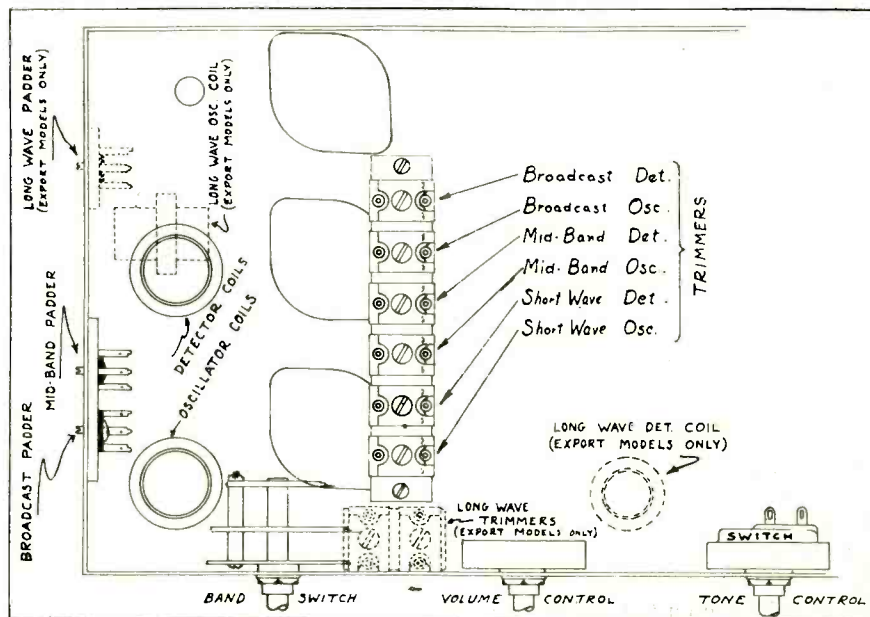 LONG WAVE PADDER
(EXPORT MODELS ONLY)
LONG WAVE OSC. COIL
(EXPORT MODELS ONLY)
MID-BAND PADDER
BROADCAST PADDER
DETECTOR COILS
OSCILLATOR COILS
Broadcast Det.
Broadcast Osc.
Mid-Band Det.
Mid-Band Osc.
Short Wave Det.
Short Wave Osc.
TRIMMERS
LONG WAVE DET. COIL
(EXPORT MODELS ONLY)
LONG WAVE
TRIMMERS
(EXPORT MODELS ONLY)
SWITCH
BAND SWITCH
VOLUME CONTROL
TONE CONTROL